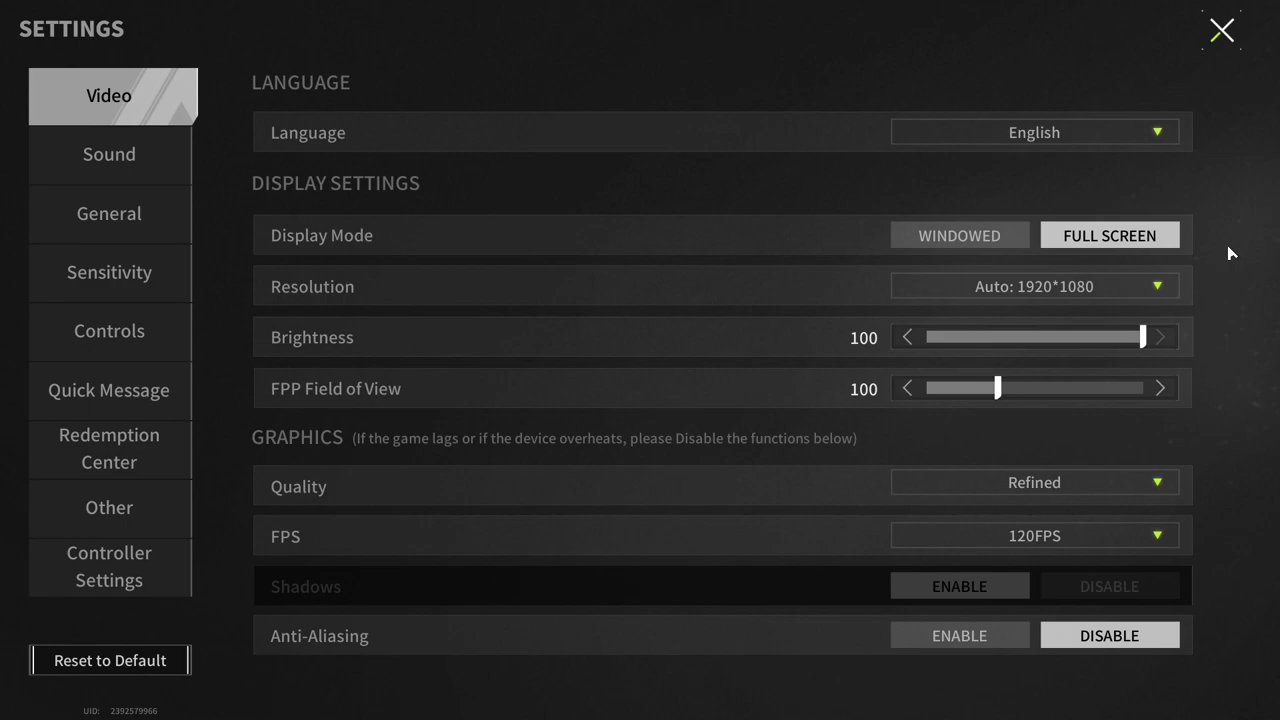 SETTINGS
Video
Sound
General
Sensitivity
Controls
Quick Message
Redemption
Center
Other
Controller
Settings
Reset to Default
UID: 2392579966
LANGUAGE
Language English
DISPLAY SETTINGS
Display Mode WINDOWED FULL SCREEN
Resolution Auto: 1920*1080
Brightness 100
FPP Field of View 100
GRAPHICS (If the game lags or if the device overheats, please Disable the functions below)
Quality Refined
FPS 120FPS
Shadows ENABLE DISABLE
Anti-Aliasing ENABLE DISABLE